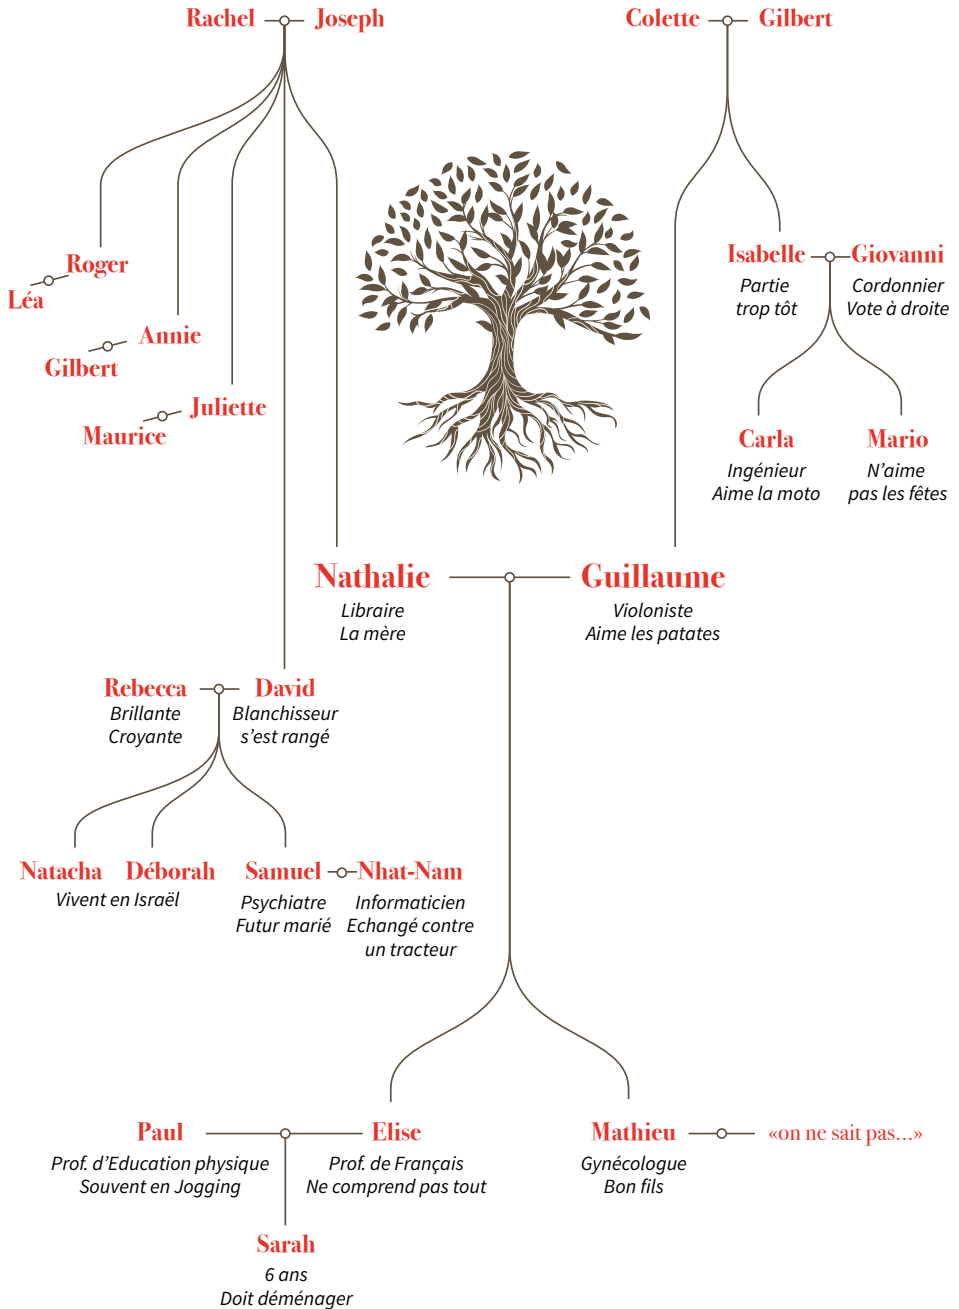 Rachel Joseph
Colette Gilbert
Roger
Léa
Annie
Gilbert
Juliette
Maurice
Isabelle Giovanni
Partie
trop tôt
Cordonnier
Vote à droite
Carla
Ingénieur
Aime la moto
Mario
N’aime
pas les fêtes
Nathalie
Libraire
La mère
Guillaume
Violoniste
Aime les patates
Rebecca
Brillante
Croyante
David
Blanchisseur
s’est rangé
Natacha Déborah
Vivent en Israël
Samuel
Psychiatre
Futur marié
Nhat-Nam
Informaticien
Echangé contre
un tracteur
Paul
Prof. d’Education physique
Souvent en Jogging
Elise
Prof. de Français
Ne comprend pas tout
Mathieu
Gynécologue
Bon fils
«on ne sait pas...»
Sarah
6 ans
Doit déménager